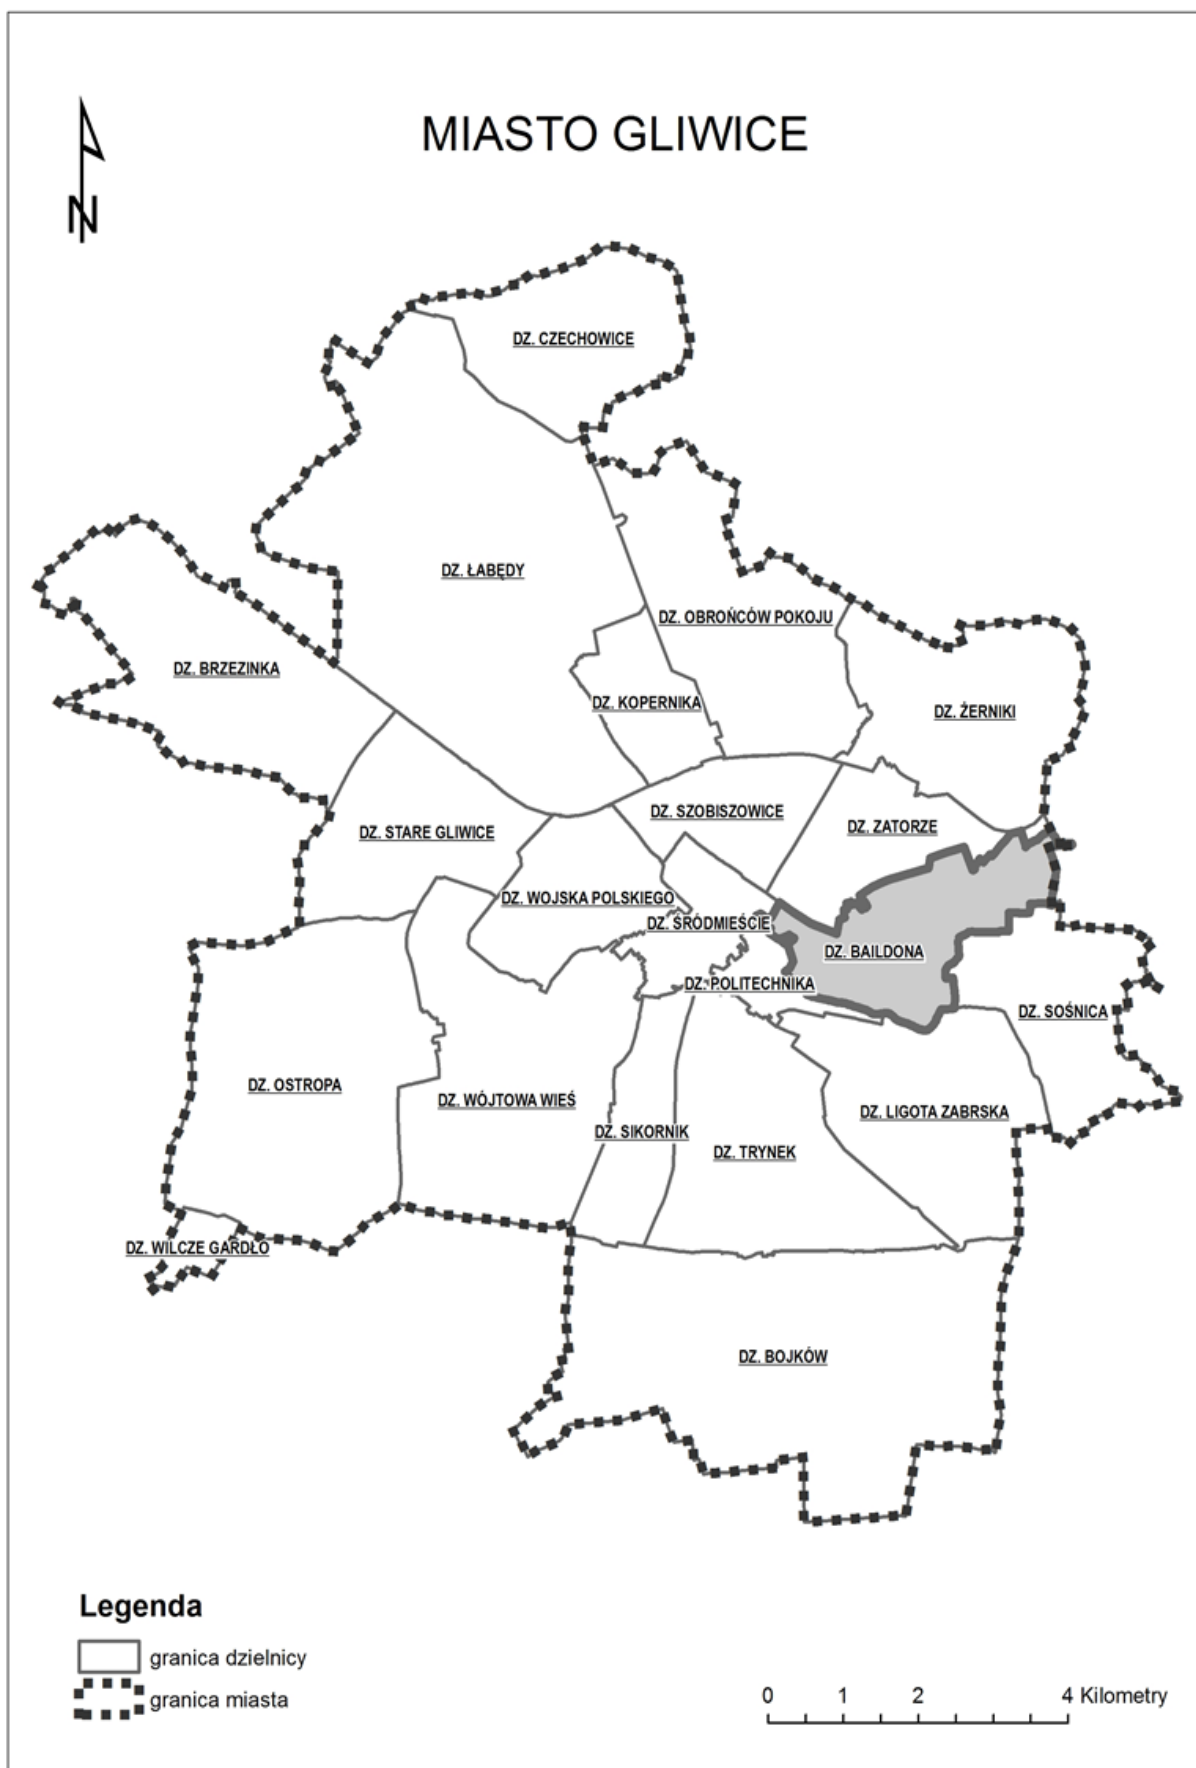 MIASTO GLIWICE
N
DZ. CZECHOWICE
DZ. ŁABĘDY
DZ. OBROŃCÓW POKOJU
DZ. BRZEZINKA
DZ. KOPERNIKA
DZ. ŻERNIKI
DZ. SZOBISZOWICE
DZ. STARE GLIWICE
DZ. ZATORZE
DZ. WOJSKA POLSKIEGO
DZ. ŚRÓDMIEŚCIE
DZ. BAILDONA
DZ. POLITECHNIKA
DZ. SOŚNICA
DZ. OSTROPA
DZ. WÓJTOWA WIEŚ
DZ. LIGOTA ZABRSKA
DZ. SIKORNIK
DZ. TRYNEK
DZ. WILCZE GARDŁO
DZ. BOJKÓW
Legenda
granica dzielnicy
granica miasta
0 1 2 4 Kilometry